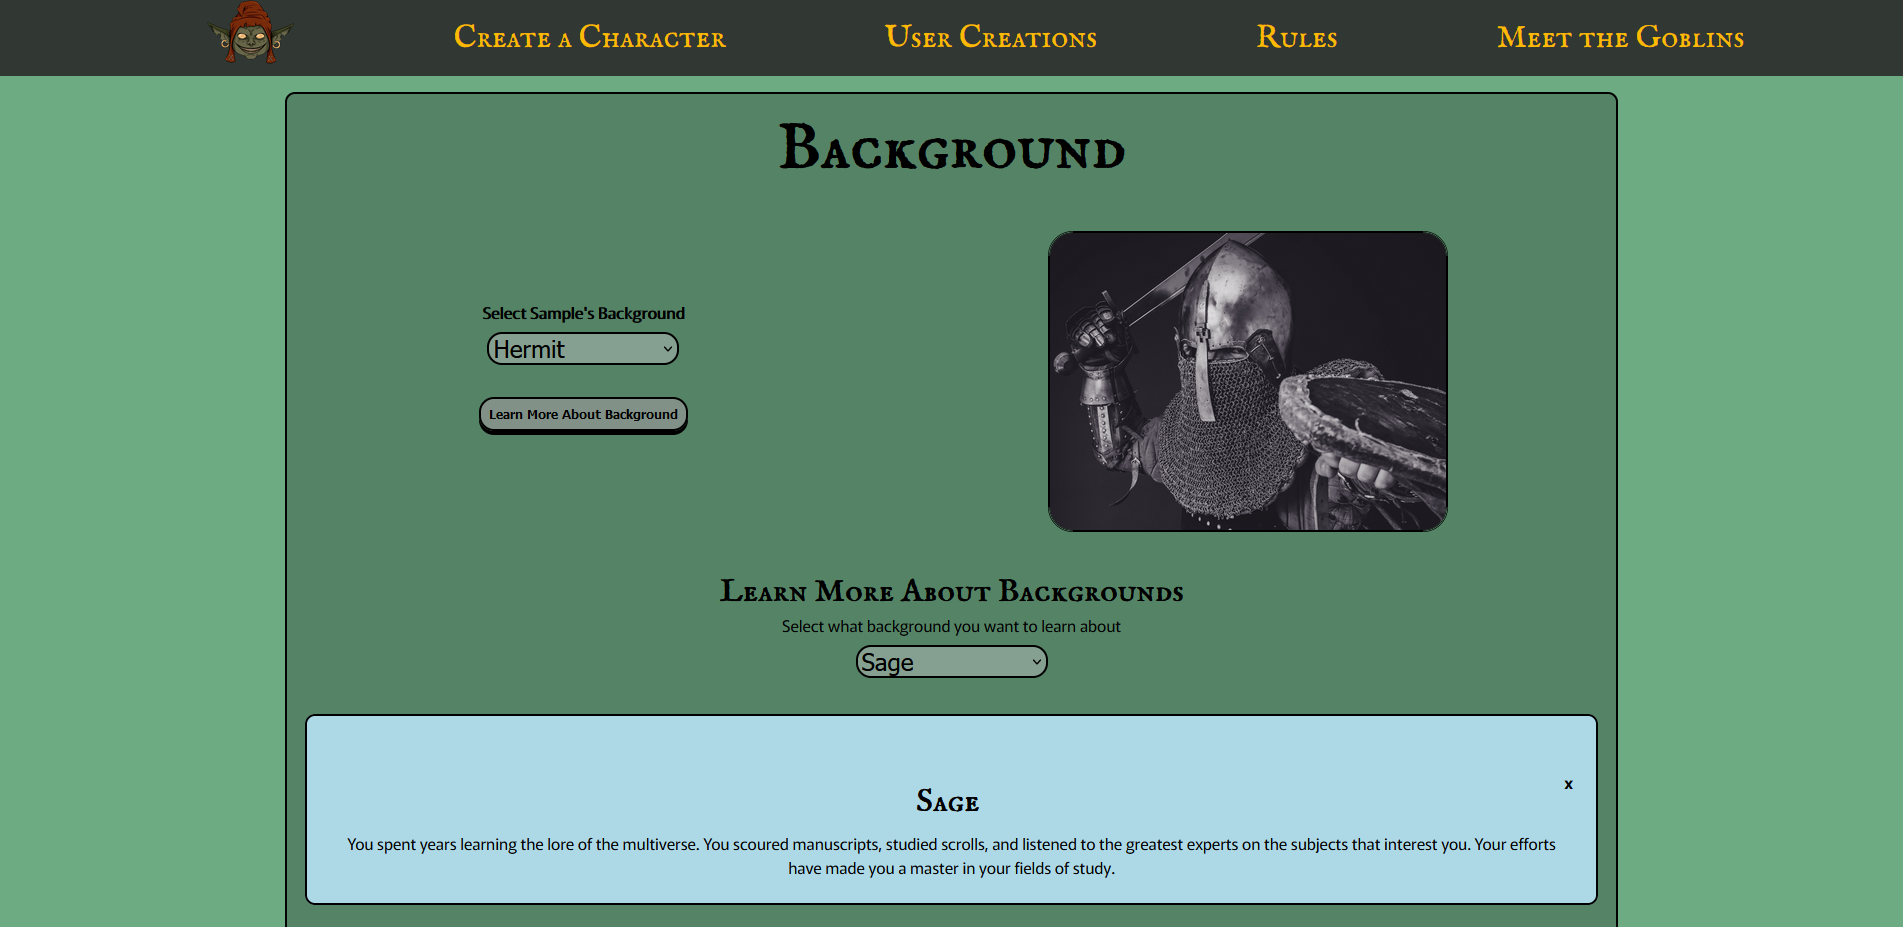 Create a Character
User Creations
Rules
Meet the Goblins
Background
Select Sample's Background
Hermit
Learn More About Background
Learn More About Backgrounds
Select what background you want to learn about
Sage
x
Sage
You spent years learning the lore of the multiverse. You scoured manuscripts, studied scrolls, and listened to the greatest experts on the subjects that interest you. Your efforts
have made you a master in your fields of study.